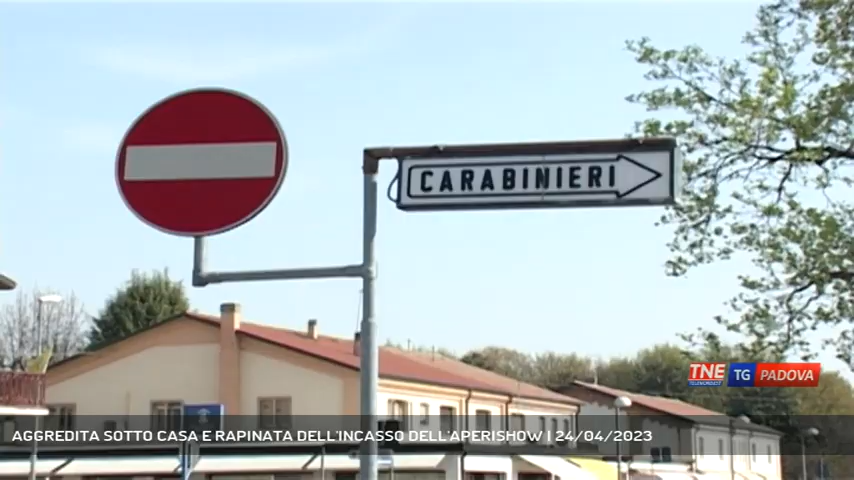 CARABINIERI
TNE TG PADOVA
AGGREDITA SOTTO CASA E RAPINATA DELL'INCASSO DELL'APERISHOW | 24/04/2023